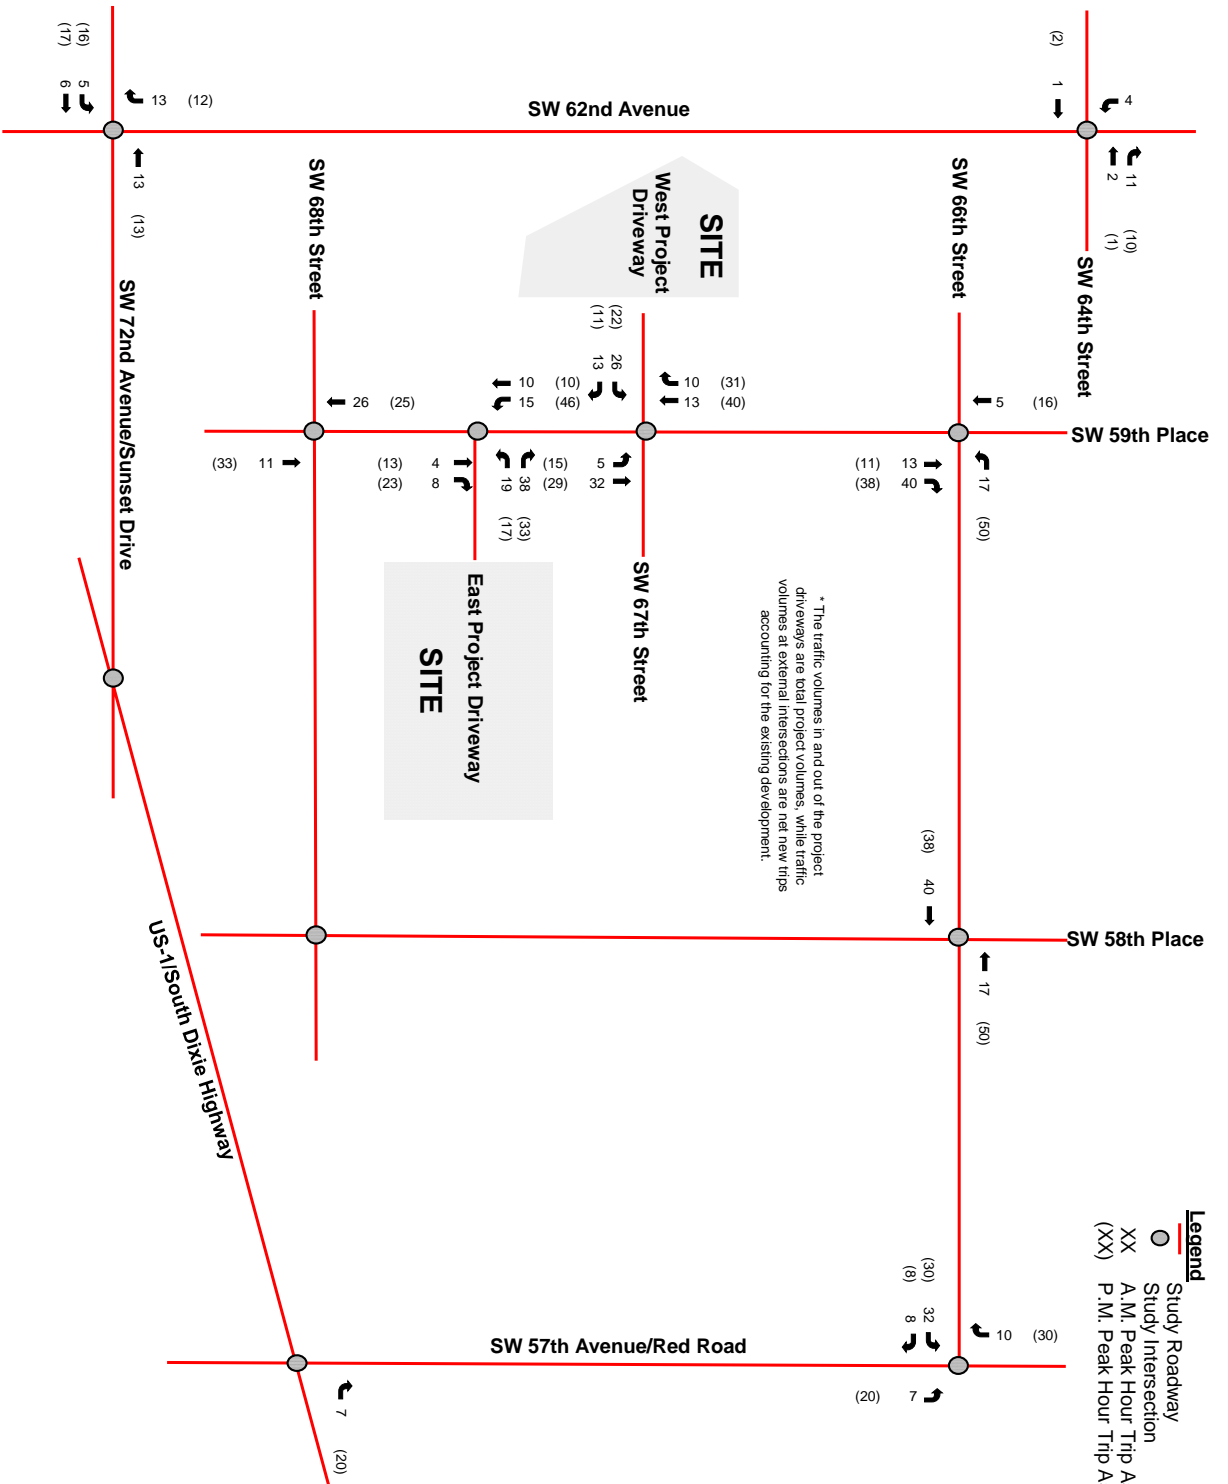 (2)
1
4
11
2
(10)
(1)
SW 64th Street
SW 62nd Avenue
(16)
(17)
5
6
13 (12)
13
(13)
SW 72nd Avenue/Sunset Drive
SW 68th Street
West Project
Driveway
SITE
SW 66th Street
(22)
(11)
26
13
10 (31)
13 (40)
10 (10)
15 (46)
26 (25)
5 (16)
SW 59th Place
(33) 11
(13) 4
(23) 8
19
38
(17)
(33)
(15) 5
(29) 32
(11) 13
(38) 40
17
(50)
SW 67th Street
East Project Driveway
SITE
* The traffic volumes in and out of the project
driveways are total project volumes, while traffic
volumes at external intersections are net new trips
accounting for the existing development.
(38)
40
SW 58th Place
17
(50)
US-1/South Dixie Highway
(30)
(8)
32
8
10 (30)
SW 57th Avenue/Red Road
(20) 7
7
(20)
Legend
Study Roadway
Study Intersection
XX A.M. Peak Hour Trip A
(XX) P.M. Peak Hour Trip A